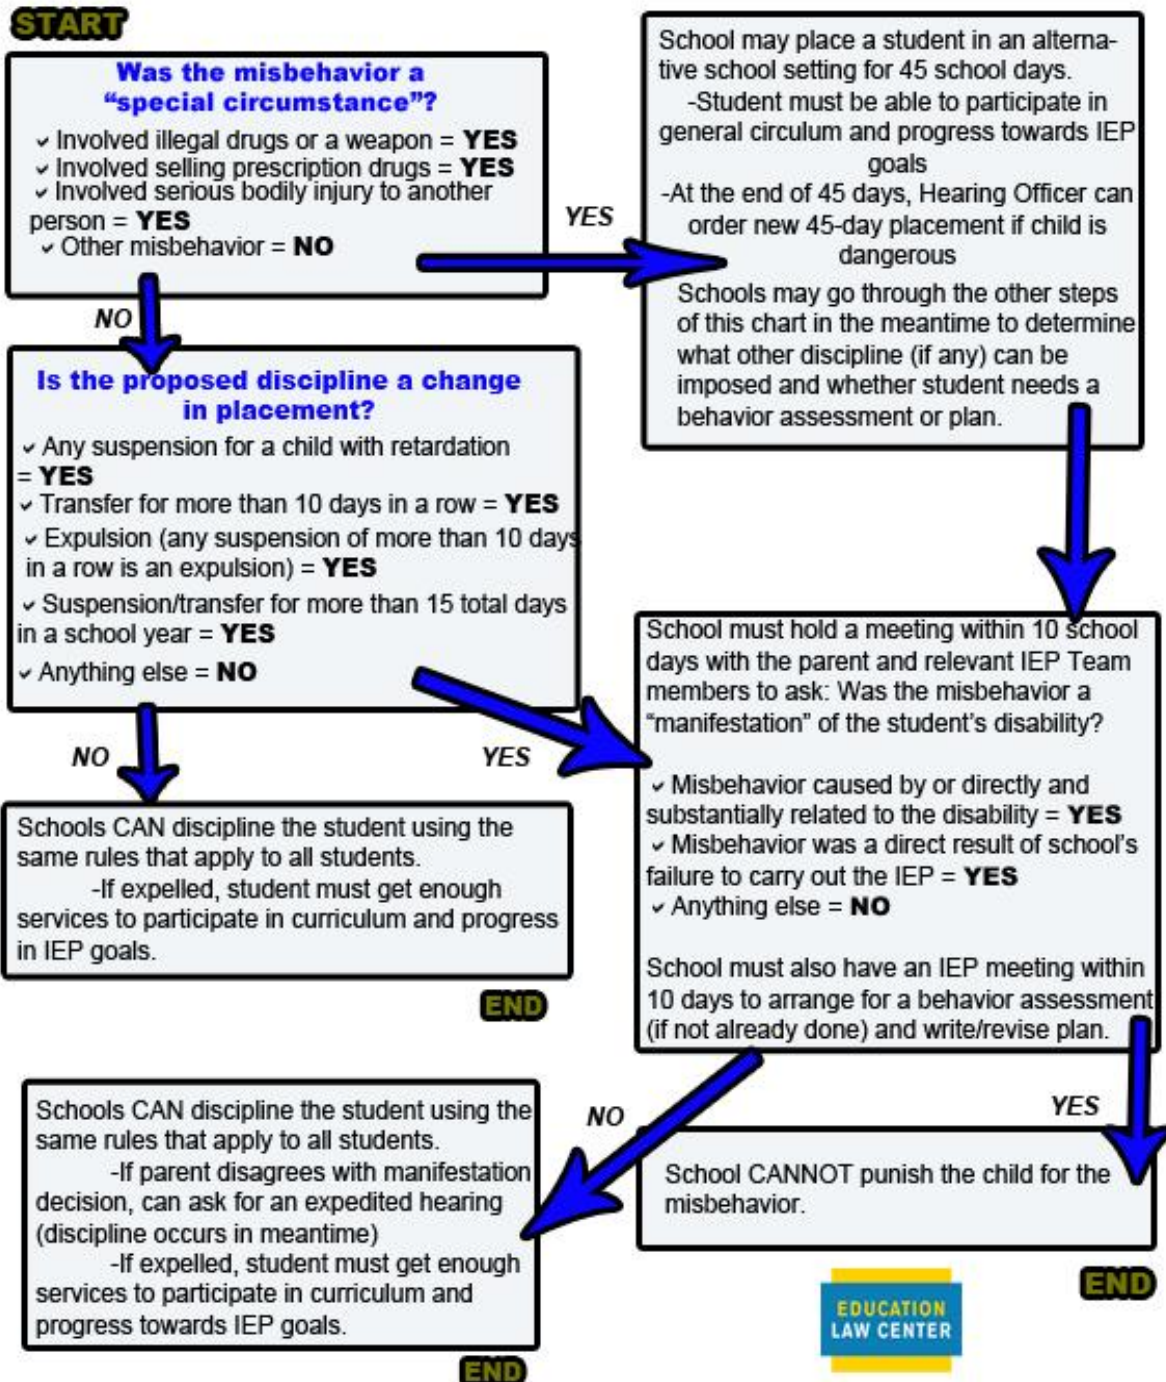 START
Was the misbehavior a
“special circumstance”?
✓ Involved illegal drugs or a weapon = YES
✓ Involved selling prescription drugs = YES
✓ Involved serious bodily injury to another
person = YES
✓ Other misbehavior = NO
YES
School may place a student in an alterna-
tive school setting for 45 school days.
-Student must be able to participate in
general circulum and progress towards IEP
goals
-At the end of 45 days, Hearing Officer can
order new 45-day placement if child is
dangerous
Schools may go through the other steps
of this chart in the meantime to determine
what other discipline (if any) can be
imposed and whether student needs a
behavior assessment or plan.
NO
Is the proposed discipline a change
in placement?
✓ Any suspension for a child with retardation
= YES
✓ Transfer for more than 10 days in a row = YES
✓ Expulsion (any suspension of more than 10 days
in a row is an expulsion) = YES
✓ Suspension/transfer for more than 15 total days
in a school year = YES
✓ Anything else = NO
NO
YES
School must hold a meeting within 10 school
days with the parent and relevant IEP Team
members to ask: Was the misbehavior a
“manifestation” of the student’s disability?
✓ Misbehavior caused by or directly and
substantially related to the disability = YES
✓ Misbehavior was a direct result of school’s
failure to carry out the IEP = YES
✓ Anything else = NO
School must also have an IEP meeting within
10 days to arrange for a behavior assessment
(if not already done) and write/revise plan.
Schools CAN discipline the student using the
same rules that apply to all students.
-If expelled, student must get enough
services to participate in curriculum and progress
in IEP goals.
END
NO
YES
Schools CAN discipline the student using the
same rules that apply to all students.
-If parent disagrees with manifestation
decision, can ask for an expedited hearing
(discipline occurs in meantime)
-If expelled, student must get enough
services to participate in curriculum and
progress towards IEP goals.
END
School CANNOT punish the child for the
misbehavior.
END
EDUCATION
LAW CENTER